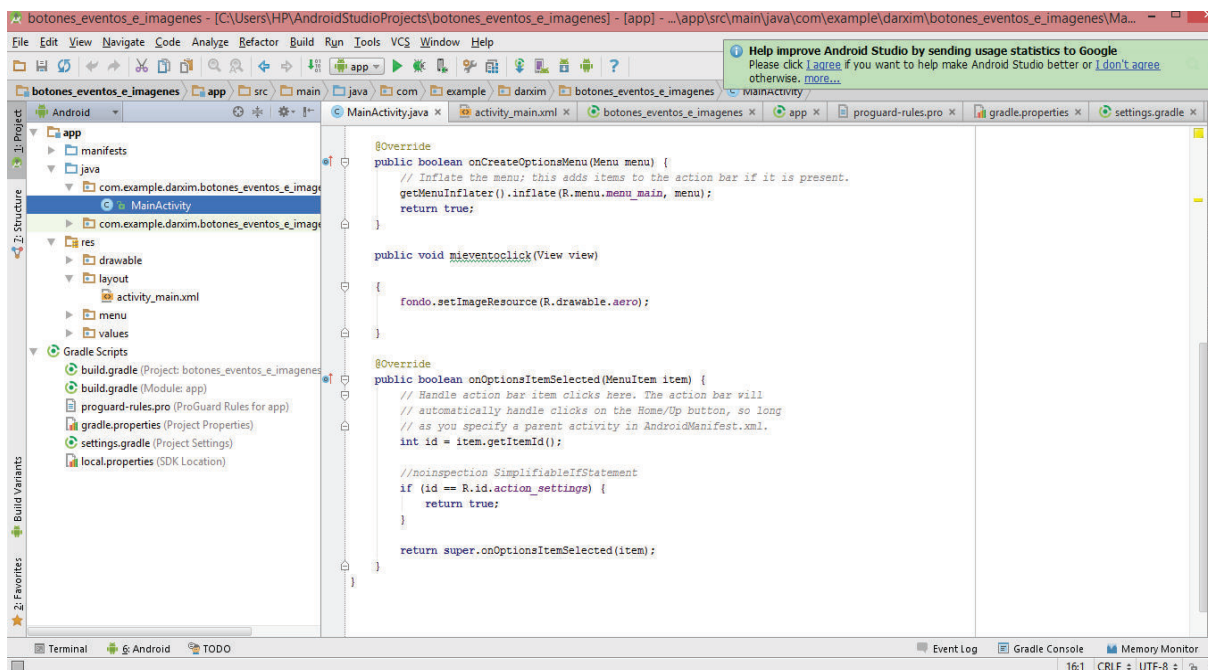 botones_eventos_e_imagenes - [C:\Users\HP\AndroidStudioProjects\botones_eventos_e_imagenes] - [app] - ...\app\src\main\java\com\example\darxim\botones_eventos_e_imagenes\Ma...
File Edit View Navigate Code Analyze Refactor Build Run Tools VCS Window Help
Help improve Android Studio by sending usage statistics to Google
Please click I agree if you want to help make Android Studio better or I don't agree
otherwise. more...
app
botones_eventos_e_imagenes app src main java com example darxim botones_eventos_e_imagenes MainActivity
Android
MainActivity.java activity_main.xml botones_eventos_e_imagenes app proguard-rules.pro gradle.properties settings.gradle
1: Project
7: Structure
Build Variants
2: Favorites
app
manifests
java
com.example.darxim.botones_eventos_e_image
MainActivity
com.example.darxim.botones_eventos_e_image
res
drawable
layout
activity_main.xml
menu
values
Gradle Scripts
build.gradle (Project: botones_eventos_e_imagenes
build.gradle (Module: app)
proguard-rules.pro (ProGuard Rules for app)
gradle.properties (Project Properties)
settings.gradle (Project Settings)
local.properties (SDK Location)
@Override
public boolean onCreateOptionsMenu(Menu menu) {
// Inflate the menu; this adds items to the action bar if it is present.
getMenuInflater().inflate(R.menu.menu_main, menu);
return true;
}
public void mieventoclick(View view)
{
fondo.setImageResource(R.drawable.aero);
}
@Override
public boolean onOptionsItemSelected(MenuItem item) {
// Handle action bar item clicks here. The action bar will
// automatically handle clicks on the Home/Up button, so long
// as you specify a parent activity in AndroidManifest.xml.
int id = item.getItemId();
//noinspection SimplifiableIfStatement
if (id == R.id.action_settings) {
return true;
}
return super.onOptionsItemSelected(item);
}
}
Terminal 6: Android TODO Event Log Gradle Console Memory Monitor
16:1 CRLF UTF-8